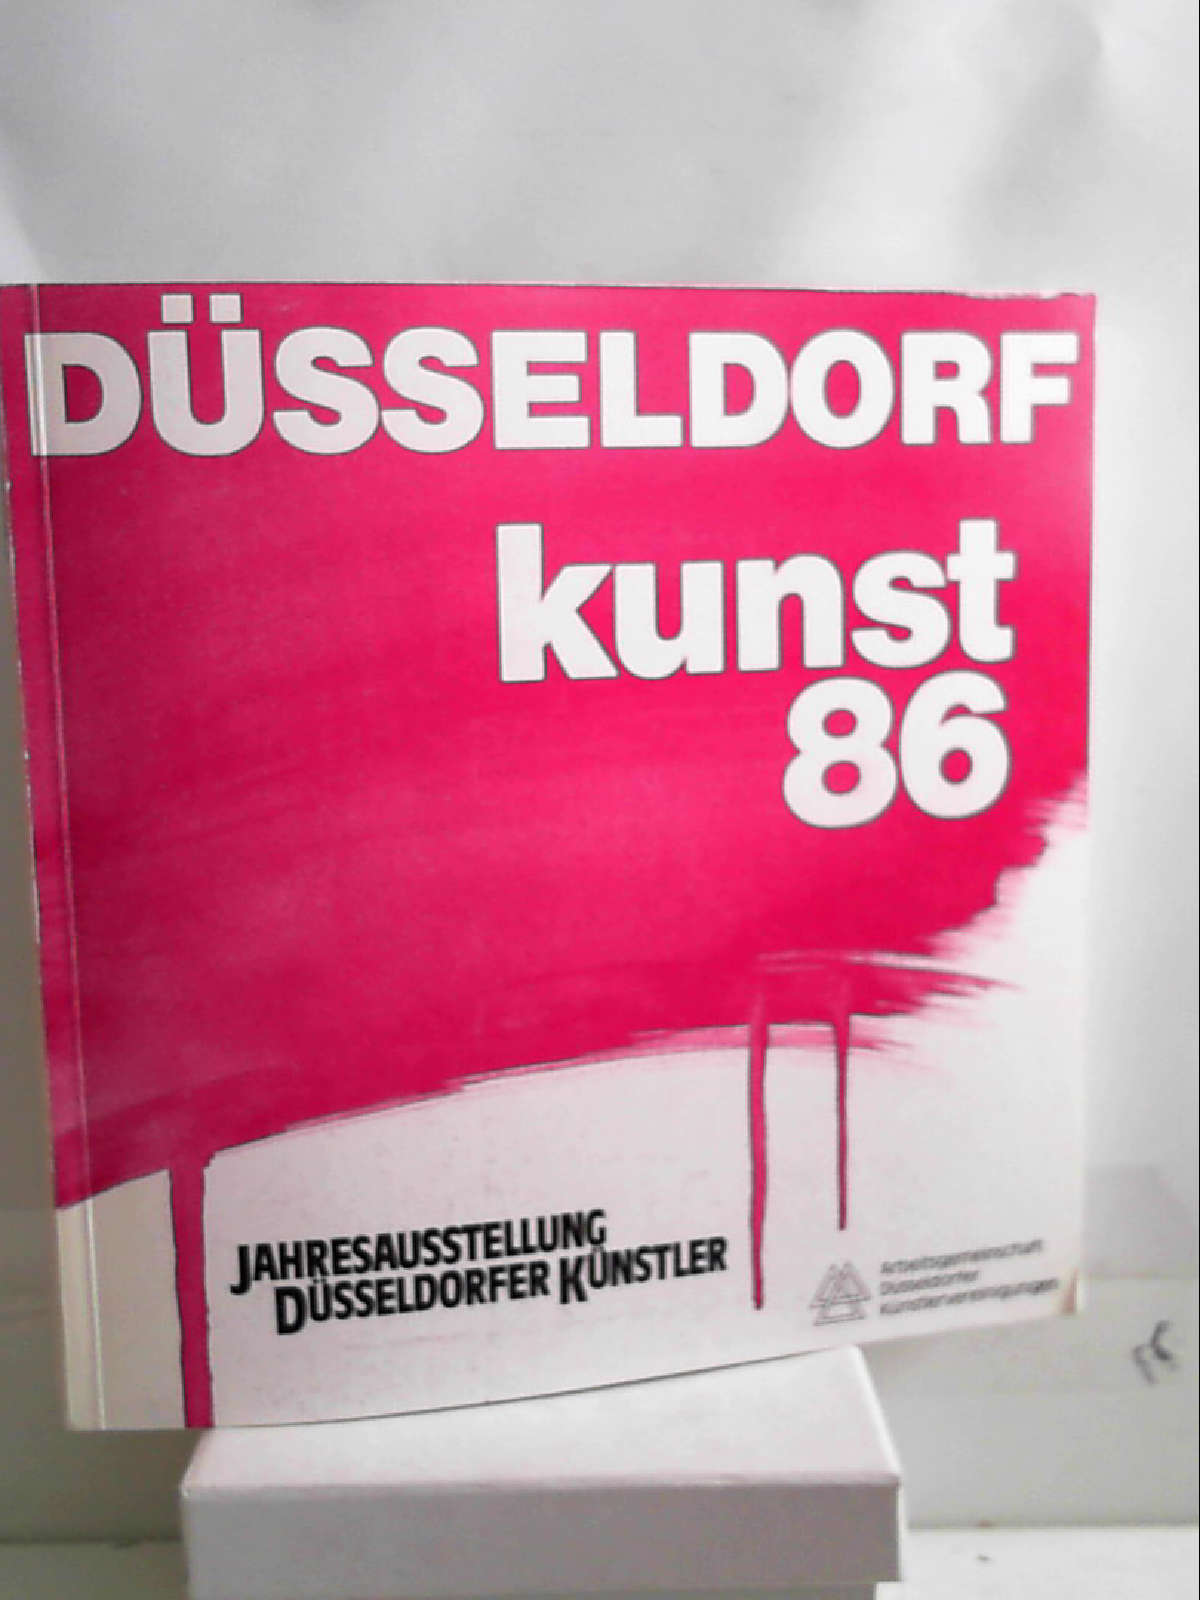 DÜSSELDORF
kunst
86
JAHRESAUSSTELLUNG
DÜSSELDORFER KÜNSTLER
Arbeitsgemeinschaft
Düsseldorfer
Künstlervereinigungen